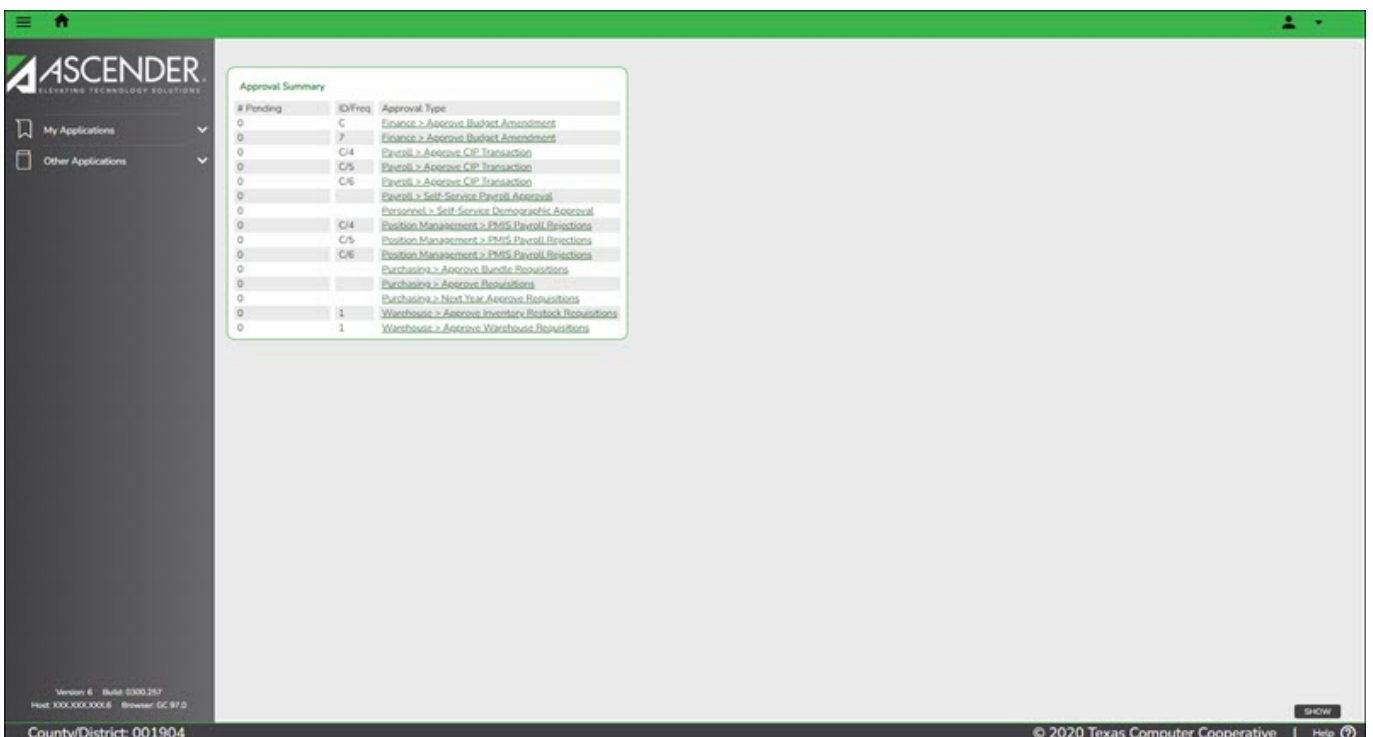 ASCENDER
ELEVATING TECHNOLOGY SOLUTIONS
My Applications
Other Applications
Approval Summary
# Pending ID/Freq Approval Type
0 C Finance > Approve Budget Amendment
0 7 Finance > Approve Budget Amendment
0 C/4 Payroll > Approve CIP Transaction
0 C/5 Payroll > Approve CIP Transaction
0 C/6 Payroll > Approve CIP Transaction
0 Payroll > Self-Service Payroll Approval
0 Personnel > Self-Service Demographic Approval
0 C/4 Position Management > PMIS Payroll Rejections
0 C/5 Position Management > PMIS Payroll Rejections
0 C/6 Position Management > PMIS Payroll Rejections
0 Purchasing > Approve Bundle Requisitions
0 Purchasing > Approve Requisitions
0 Purchasing > Next Year Approve Requisitions
0 1 Warehouse > Approve Inventory Restock Requisitions
0 1 Warehouse > Approve Warehouse Requisitions
Version: 6 Build: 0300.257
Host: XXX.XXX.XXX.6 Browser: GC 97.0
SHOW
County/District: 001904
© 2020 Texas Computer Cooperative | Help ?